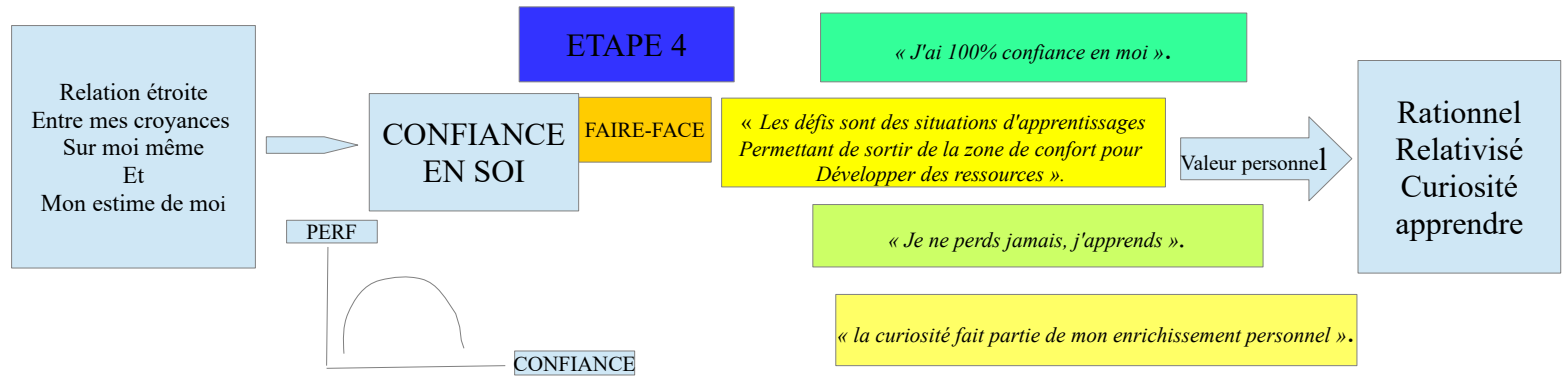 Relation étroite
Entre mes croyances
Sur moi même
Et
Mon estime de moi
ETAPE 4
CONFIANCE
EN SOI
FAIRE-FACE
« J'ai 100% confiance en moi ».
« Les défis sont des situations d'apprentissages
Permettant de sortir de la zone de confort pour
Développer des ressources ».
« Je ne perds jamais, j'apprends ».
« la curiosité fait partie de mon enrichissement personnel ».
Valeur personnel
Rationnel
Relativisé
Curiosité
apprendre
PERF
CONFIANCE